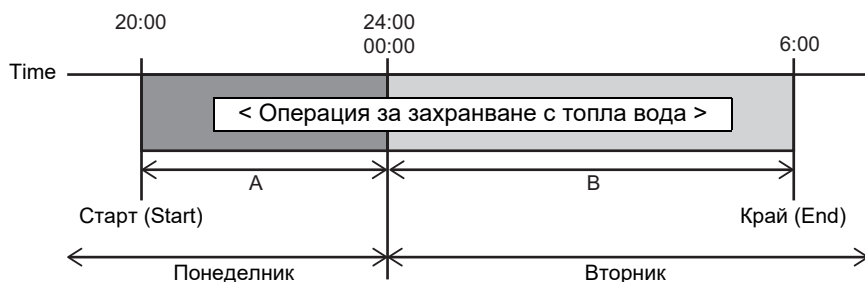 20:00 24:00
00:00 6:00
Time
< Операция за захранване с топла вода >
A B
Старт (Start) Край (End)
Понеделник Вторник